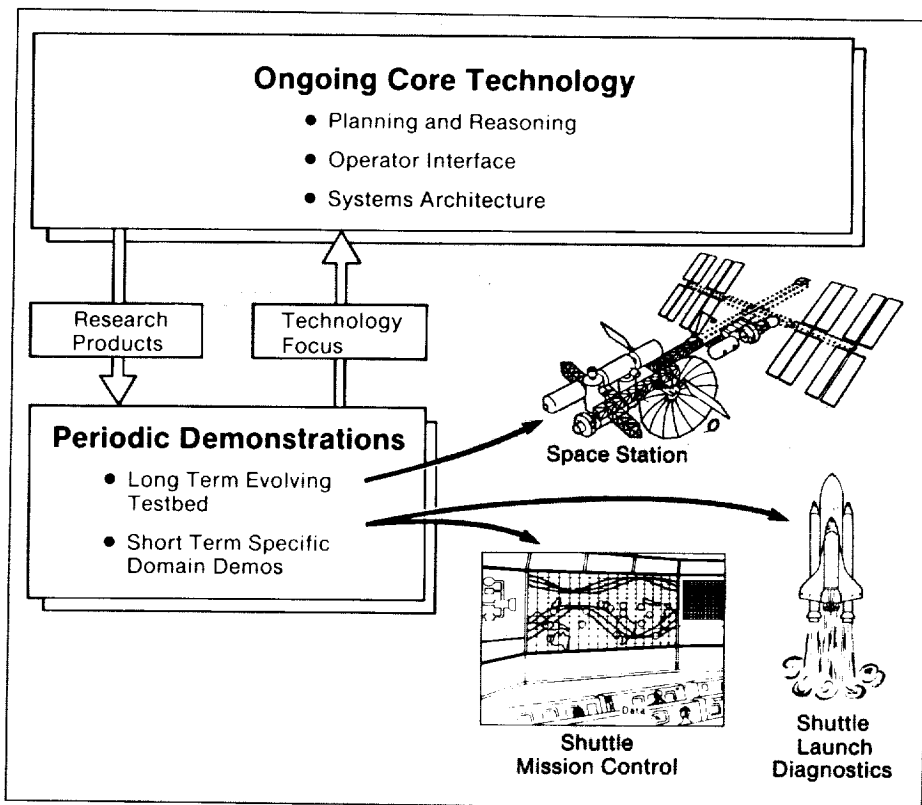 Ongoing Core Technology
● Planning and Reasoning
● Operator Interface
● Systems Architecture
Research
Products
Technology
Focus
Periodic Demonstrations
● Long Term Evolving
Testbed
● Short Term Specific
Domain Demos
Space Station
Data
Shuttle
Mission Control
Shuttle
Launch
Diagnostics